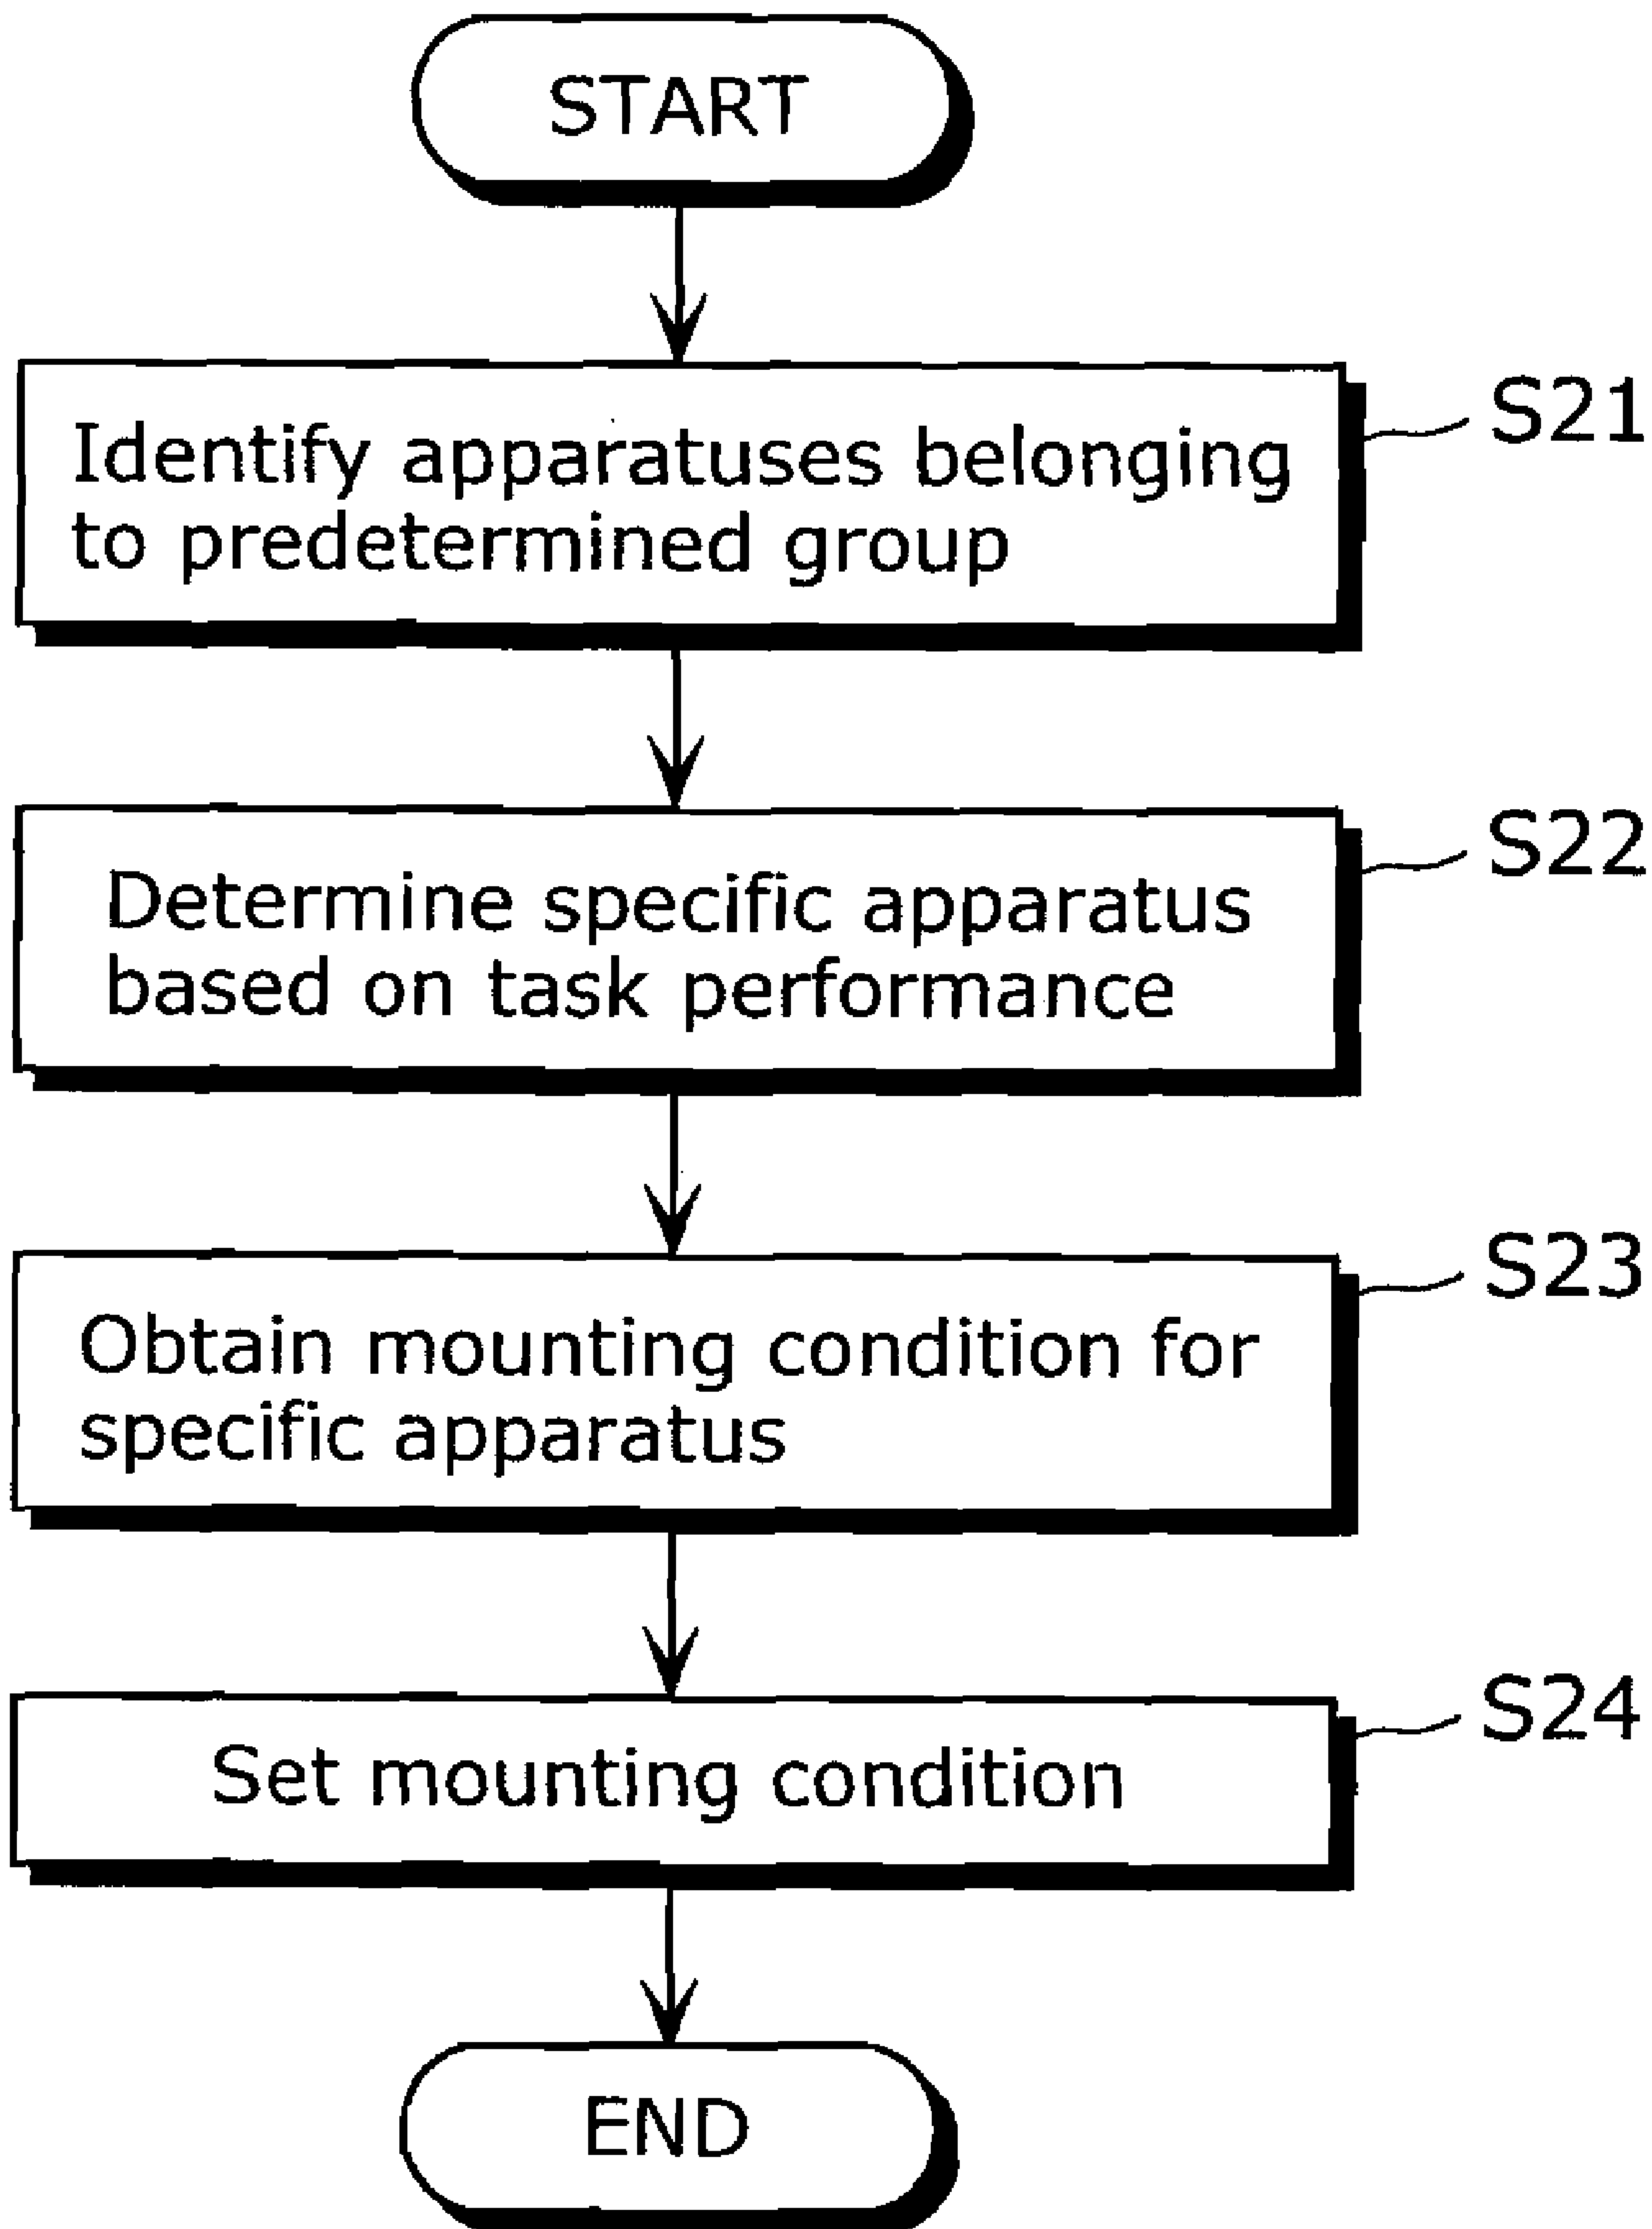 START
Identify apparatuses belonging
to predetermined group
S21
Determine specific apparatus
based on task performance
S22
Obtain mounting condition for
specific apparatus
S23
Set mounting condition
S24
END